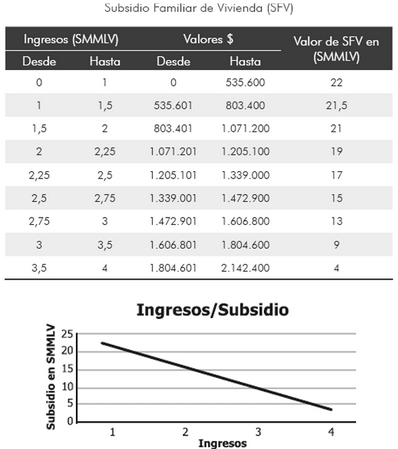 Subsidio Familiar de Vivienda (SFV)
Ingresos (SMMLV) Valores $ Valor de SFV en (SMMLV)
Desde Hasta Desde Hasta
0 1 0 535.600 22
1 1,5 535.601 803.400 21,5
1,5 2 803.401 1.071.200 21
2 2,25 1.071.201 1.205.100 19
2,25 2,5 1.205.101 1.339.000 17
2,5 2,75 1.339.001 1.472.900 15
2,75 3 1.472.901 1.606.800 13
3 3,5 1.606.801 1.804.600 9
3,5 4 1.804.601 2.142.400 4
Ingresos/Subsidio
Subsidio en SMMLV
25
20
15
10
5
0
1 2 3 4
Ingresos